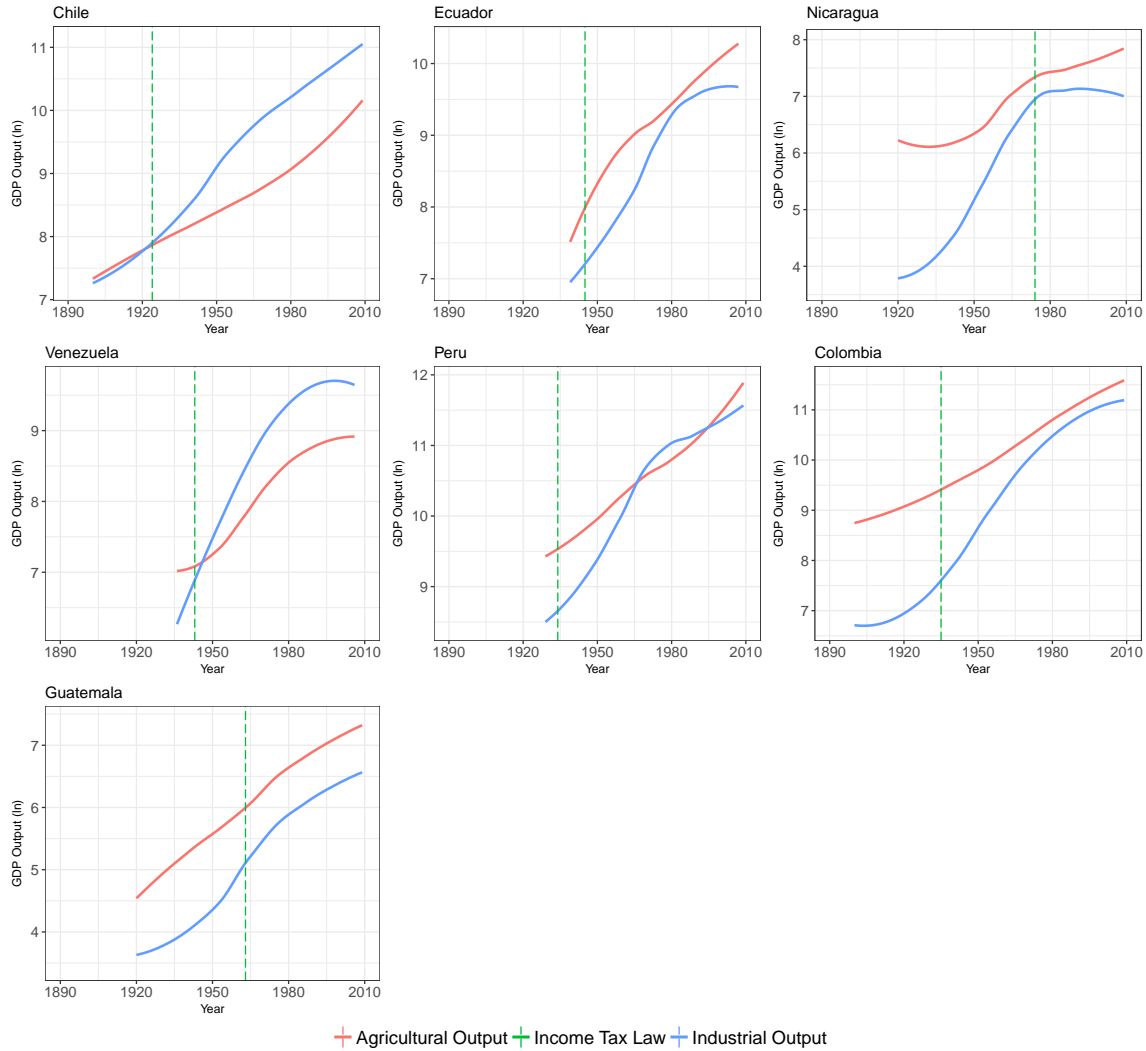 Chile
GDP Output (ln)
11
10
9
8
7
1890 1920 1950 1980 2010
Year
Ecuador
GDP Output (ln)
10
9
8
7
1890 1920 1950 1980 2010
Year
Nicaragua
GDP Output (ln)
8
7
6
5
4
1890 1920 1950 1980 2010
Year
Venezuela
GDP Output (ln)
9
8
7
1890 1920 1950 1980 2010
Year
Peru
GDP Output (ln)
12
11
10
9
1890 1920 1950 1980 2010
Year
Colombia
GDP Output (ln)
11
10
9
8
7
1890 1920 1950 1980 2010
Year
Guatemala
GDP Output (ln)
7
6
5
4
1890 1920 1950 1980 2010
Year
Agricultural Output Income Tax Law Industrial Output